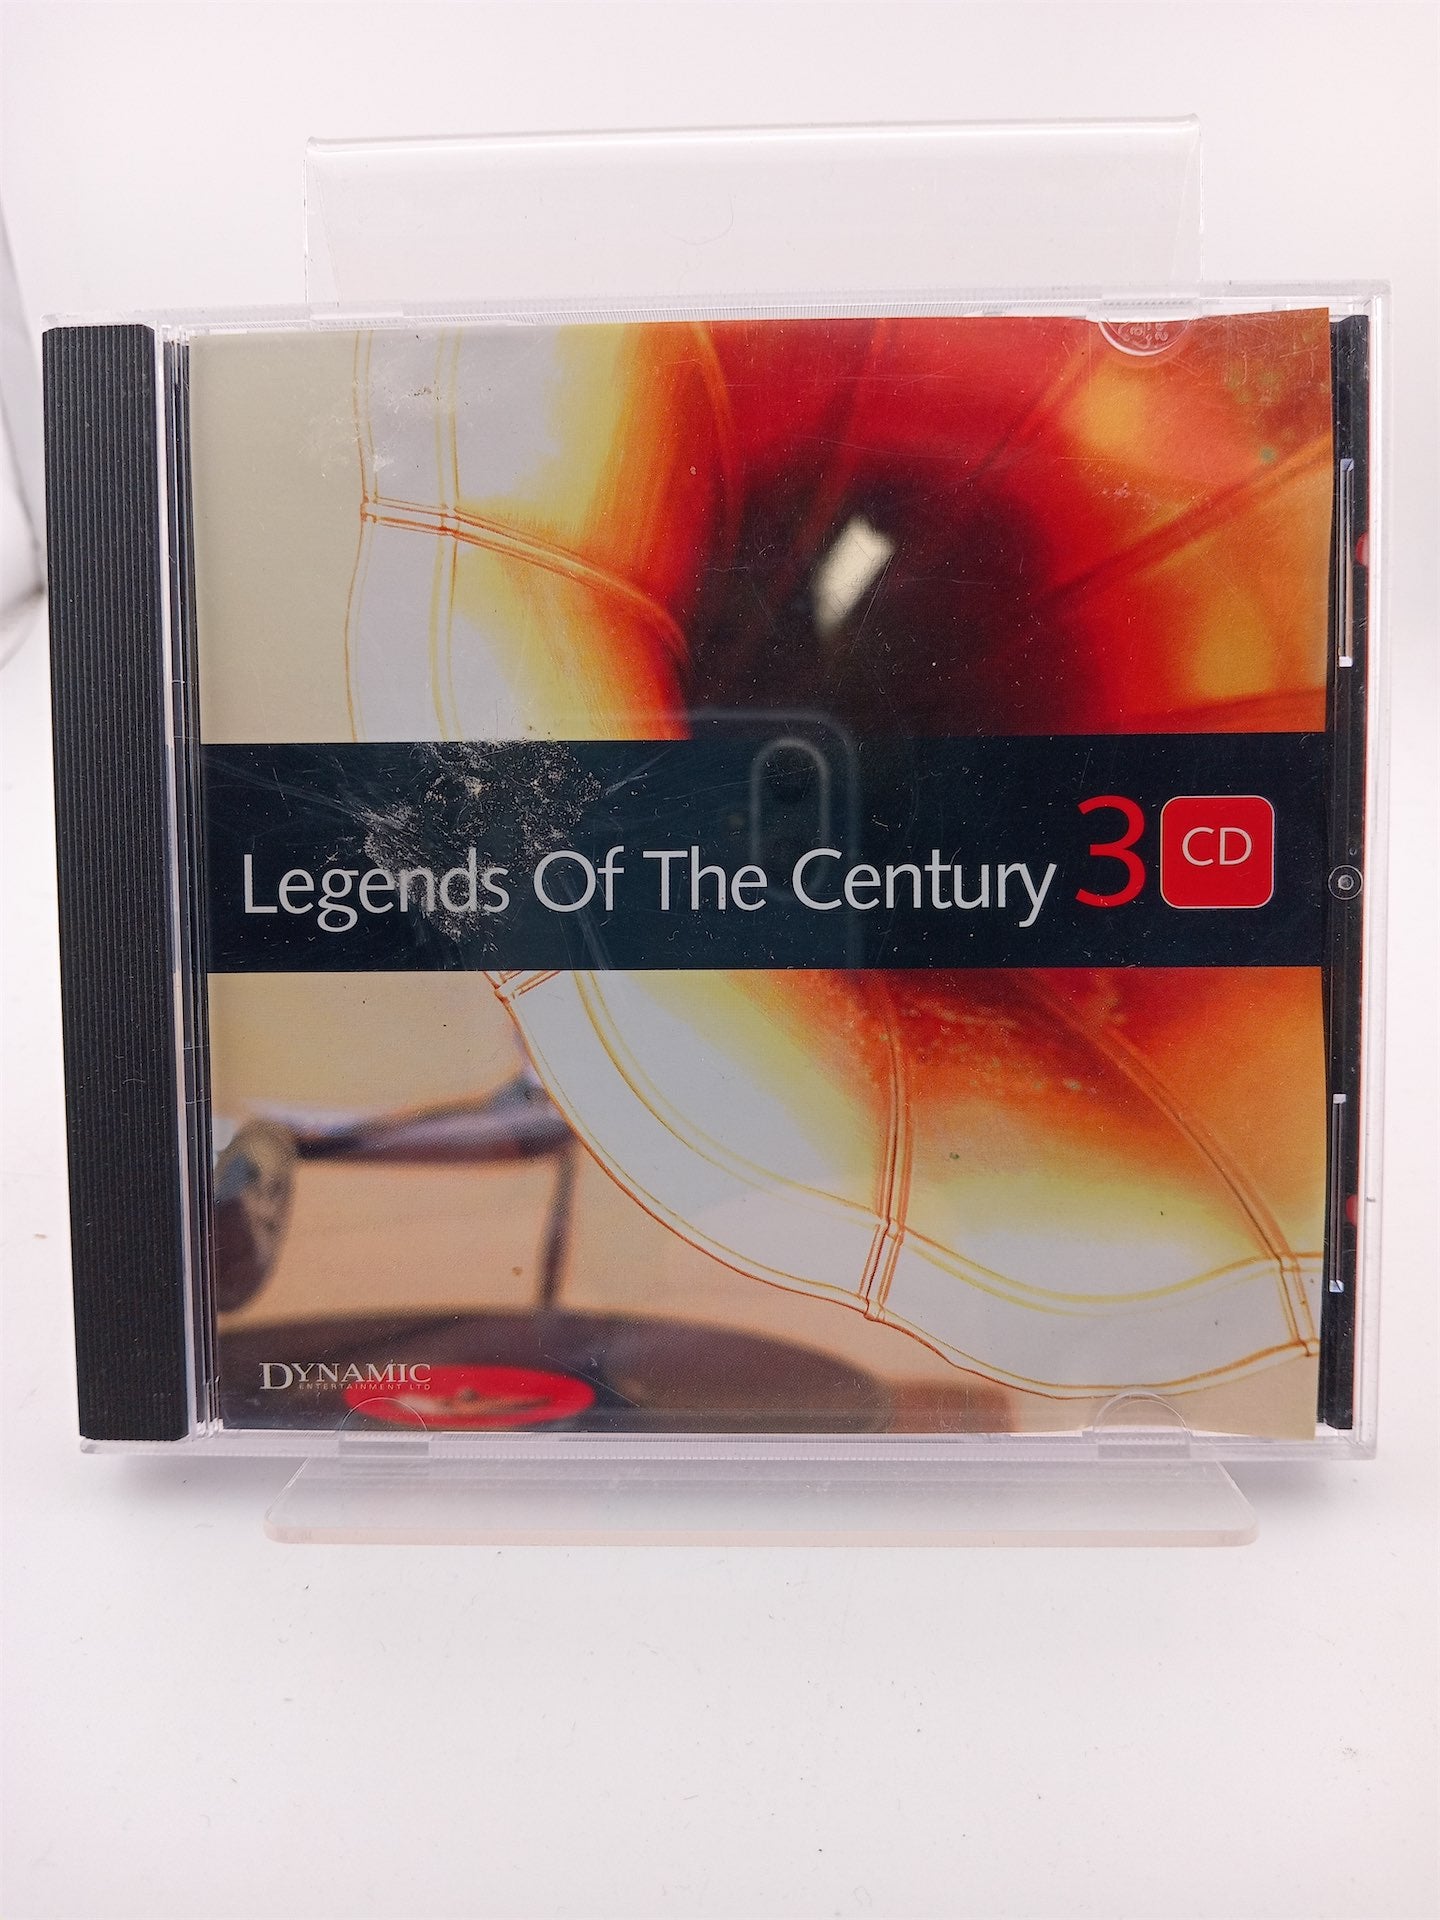 Legends Of The Century 3 CD
DYNAMIC
ENTERTAINMENT LTD